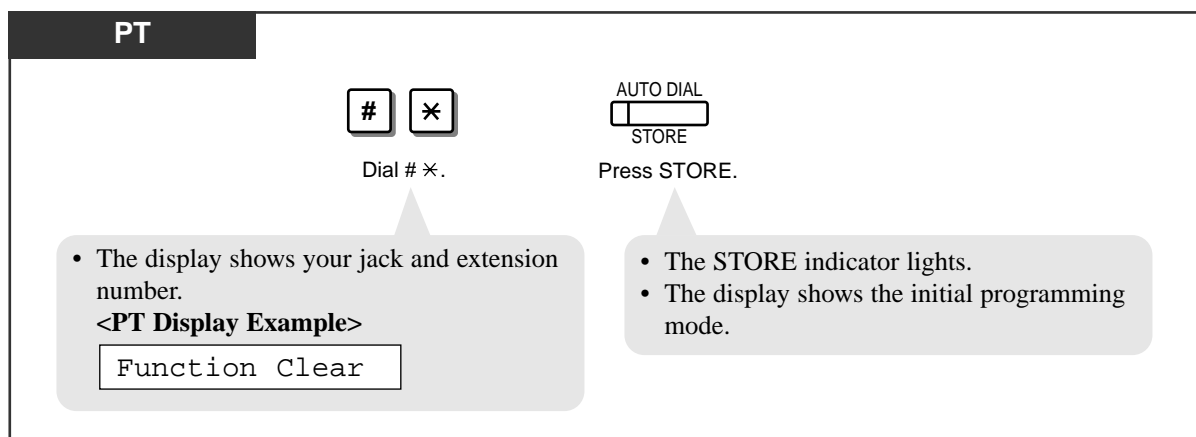 PT
# ✳
AUTO DIAL
STORE
Dial # ✳.
Press STORE.
• The display shows your jack and extension
number.
<PT Display Example>
Function Clear
• The STORE indicator lights.
• The display shows the initial programming
mode.